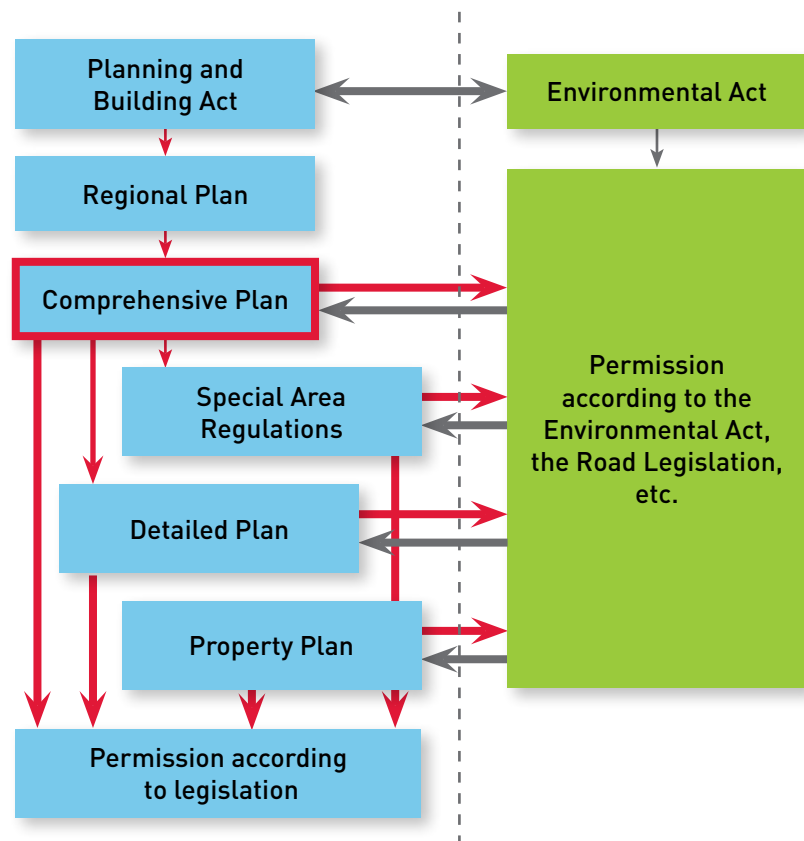 Planning and
Building Act
Environmental Act
Regional Plan
Comprehensive Plan
Special Area
Regulations
Permission
according to the
Environmental Act,
the Road Legislation,
etc.
Detailed Plan
Property Plan
Permission according
to legislation